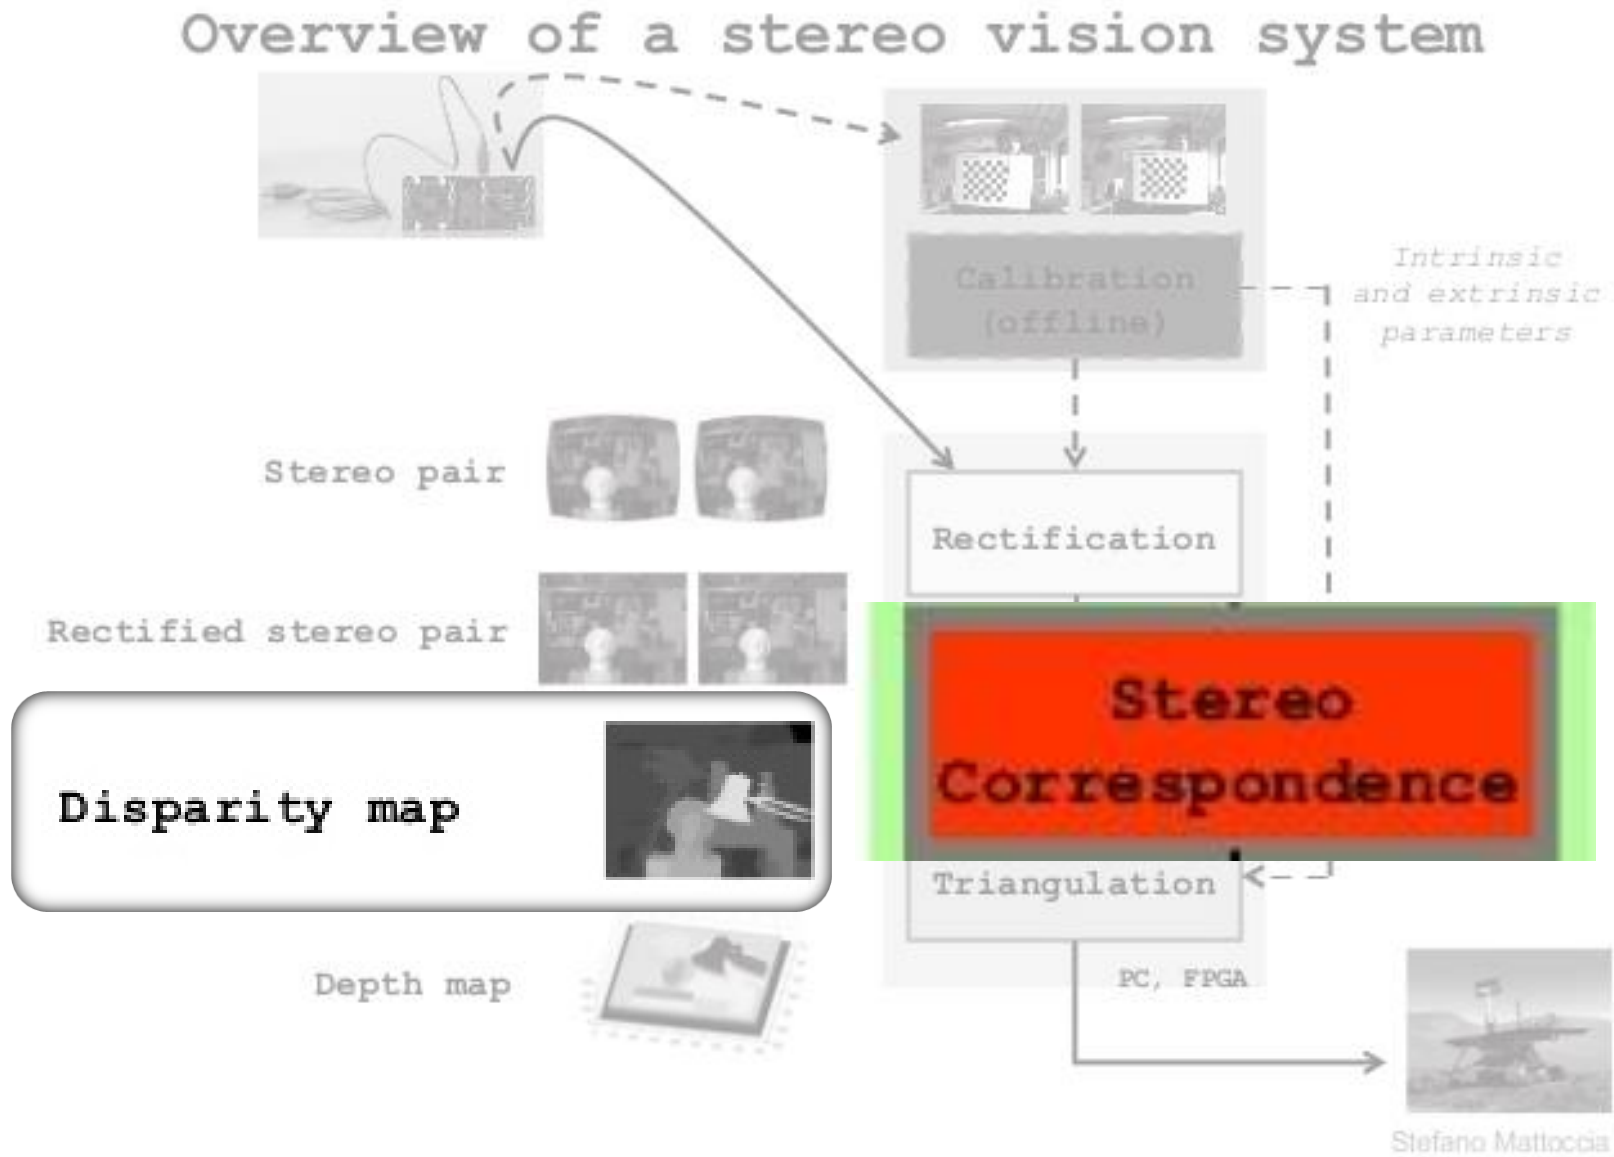 Overview of a stereo vision system
Calibration
(offline)
Intrinsic
and extrinsic
parameters
Stereo pair
Rectification
Rectified stereo pair
Stereo
Correspondence
Disparity map
Triangulation
Depth map
PC, FPGA
Stefano Mattoccia